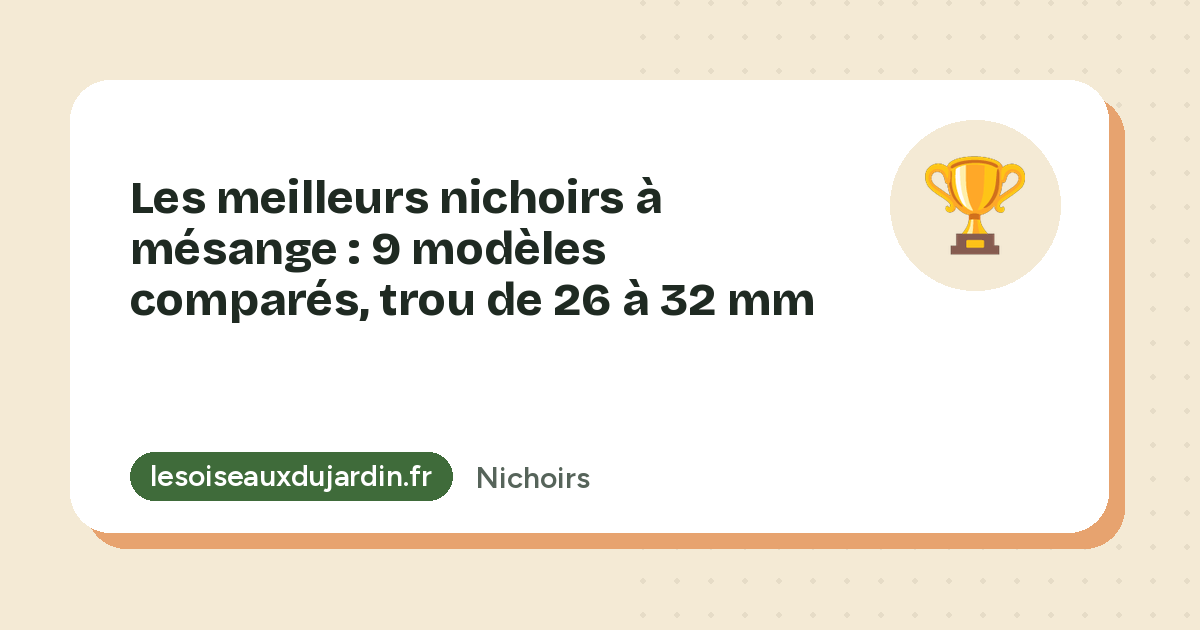 Les meilleurs nichoirs à
mésange : 9 modèles
comparés, trou de 26 à 32 mm
lesoiseauxdujardin.fr
Nichoirs